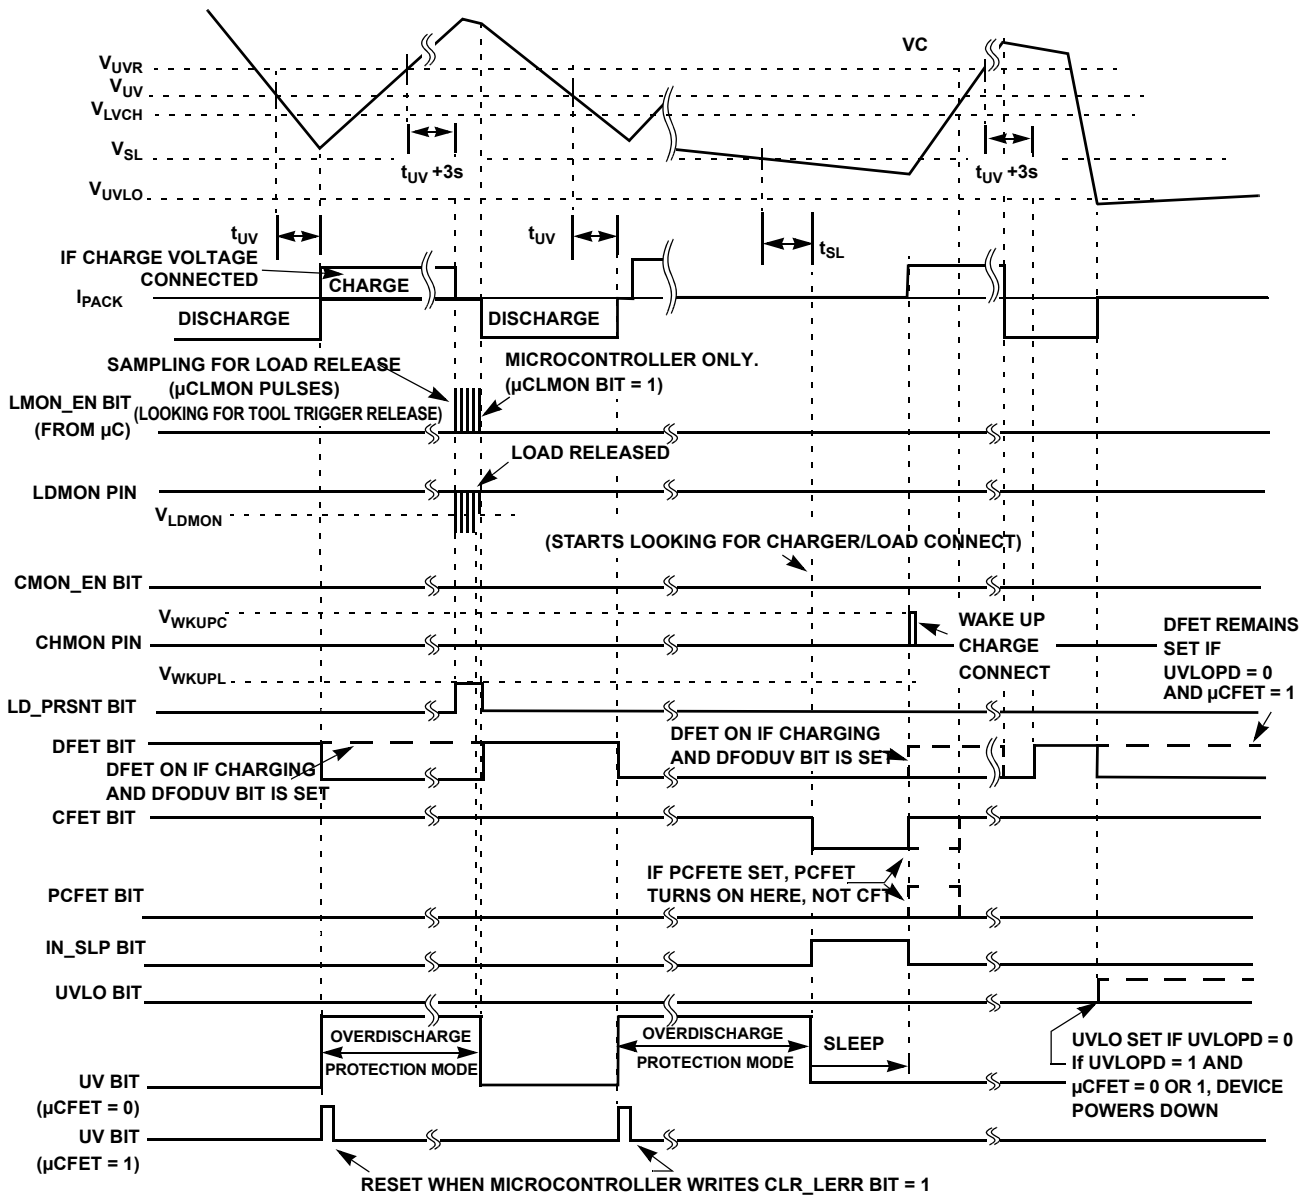 VC
VUVR
VUV
VLVCH
VSL
VUVLO
tUV +3s
tUV +3s
tUV
tUV
tSL
IF CHARGE VOLTAGE
CONNECTED
CHARGE
IPACK
DISCHARGE
DISCHARGE
SAMPLING FOR LOAD RELEASE
(µCLMON PULSES)
(LOOKING FOR TOOL TRIGGER RELEASE)
MICROCONTROLLER ONLY.
(µCLMON BIT = 1)
LMON_EN BIT
(FROM µC)
LOAD RELEASED
LDMON PIN
VLDMON
(STARTS LOOKING FOR CHARGER/LOAD CONNECT)
CMON_EN BIT
VWKUPC
CHMON PIN
WAKE UP
CHARGE
CONNECT
DFET REMAINS
SET IF
UVLOPD = 0
AND µCFET = 1
VWKUPL
LD_PRSNT BIT
DFET BIT
DFET ON IF CHARGING
AND DFODUV BIT IS SET
DFET ON IF CHARGING
AND DFODUV BIT IS SET
CFET BIT
IF PCFETE SET, PCFET
TURNS ON HERE, NOT CFT
PCFET BIT
IN_SLP BIT
UVLO BIT
OVERDISCHARGE
PROTECTION MODE
OVERDISCHARGE
PROTECTION MODE
SLEEP
UVLO SET IF UVLOPD = 0
If UVLOPD = 1 AND
µCFET = 0 OR 1, DEVICE
POWERS DOWN
UV BIT
(µCFET = 0)
UV BIT
(µCFET = 1)
RESET WHEN MICROCONTROLLER WRITES CLR_LERR BIT = 1